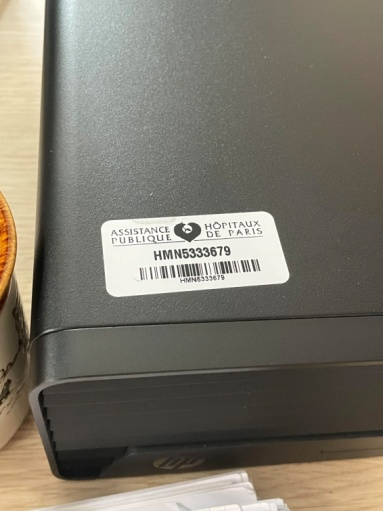 ASSISTANCE HÔPITAUX
PUBLIQUE DE PARIS
HMN5333679
HMN5333679
hp